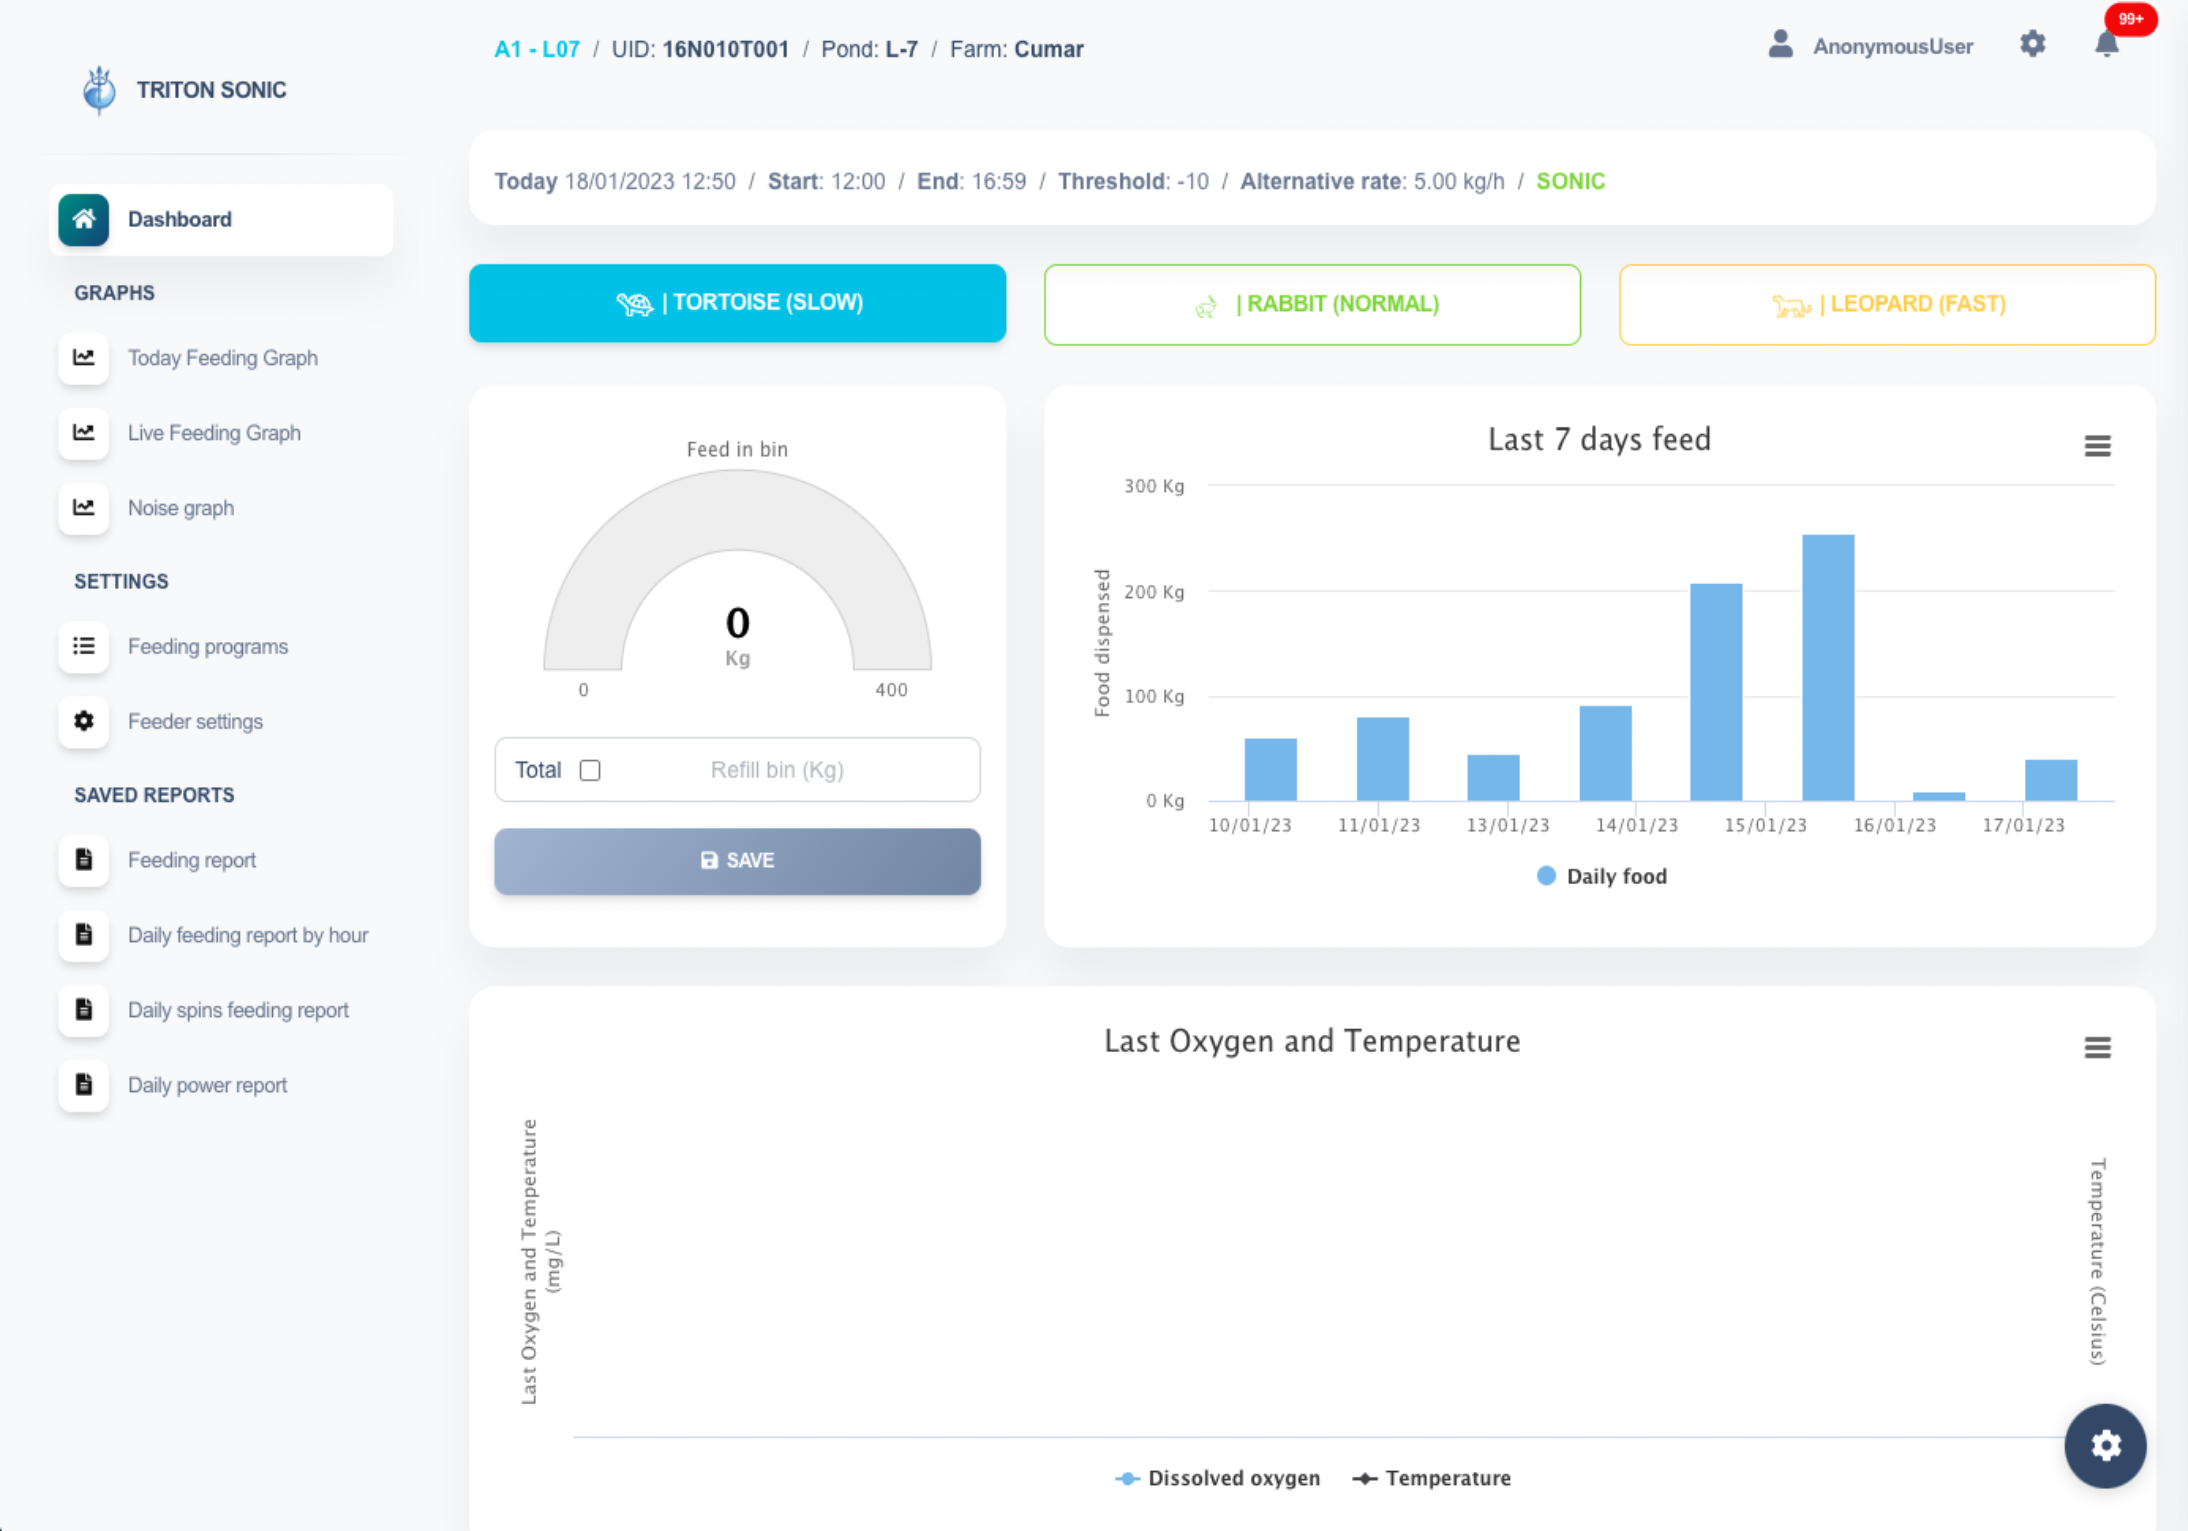 A1 - L07 / UID: 16N010T001 / Pond: L-7 / Farm: Cumar
AnonymousUser
99+
TRITON SONIC
Dashboard
GRAPHS
Today Feeding Graph
Live Feeding Graph
Noise graph
SETTINGS
Feeding programs
Feeder settings
SAVED REPORTS
Feeding report
Daily feeding report by hour
Daily spins feeding report
Daily power report
Today 18/01/2023 12:50 / Start: 12:00 / End: 16:59 / Threshold: -10 / Alternative rate: 5.00 kg/h / SONIC
| TORTOISE (SLOW)
| RABBIT (NORMAL)
| LEOPARD (FAST)
Feed in bin
0
Kg
0
400
Total
Refill bin (Kg)
SAVE
Last 7 days feed
Food dispensed
300 Kg
200 Kg
100 Kg
0 Kg
10/01/23
11/01/23
13/01/23
14/01/23
15/01/23
16/01/23
17/01/23
Daily food
Last Oxygen and Temperature
Last Oxygen and Temperature
(mg/L)
Temperature (Celsius)
Dissolved oxygen
Temperature